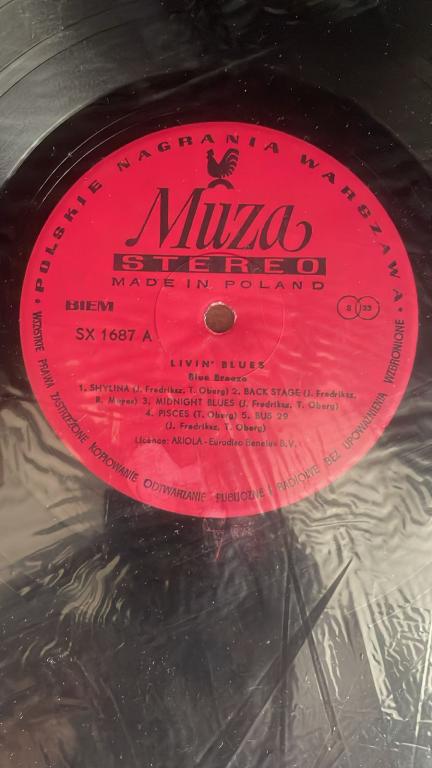 • POLSKIE NAGRANIA WARSZAWA •
Muza
STEREO
MADE IN POLAND
BIEM
S 33
SX 1687 A
LIVIN' BLUES
Blue Breeze
1. SHYLINA (J. Fredriksz, T. Oberg) 2. BACK STAGE (J. Fredriksz,
R. Meyes) 3. MIDNIGHT BLUES (J. Fredriksz, T. Oberg)
4. PISCES (T. Oberg) 5. BUS 29
(J. Fredriksz, T. Oberg)
Licence: ARIOLA - Eurodisc Benelux B.V.
WSZYSTKIE PRAWA ZASTRZEŻONE KOPIOWANIE ODTWARZANIE PUBLICZNE I RADIOWE BEZ UPOWAŻNIENIA WZBRONIONE